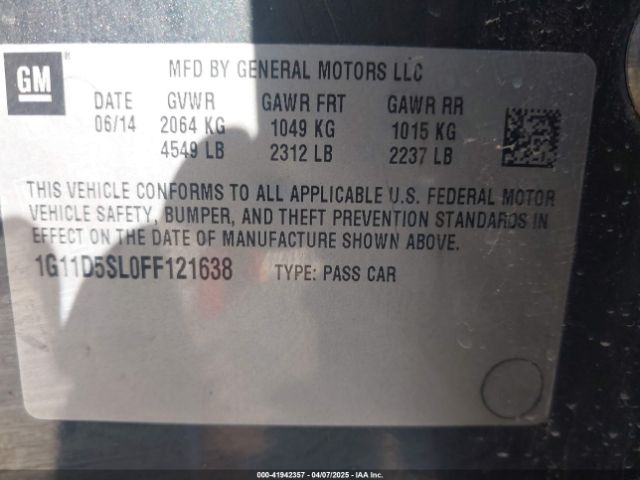 GM
MFD BY GENERAL MOTORS LLC
DATE GVWR GAWR FRT GAWR RR
06/14 2064 KG 1049 KG 1015 KG
4549 LB 2312 LB 2237 LB
THIS VEHICLE CONFORMS TO ALL APPLICABLE U.S. FEDERAL MOTOR
VEHICLE SAFETY, BUMPER, AND THEFT PREVENTION STANDARDS IN
EFFECT ON THE DATE OF MANUFACTURE SHOWN ABOVE.
1G11D5SL0FF121638 TYPE: PASS CAR
000-41942357 - 04/07/2025 - IAA Inc.